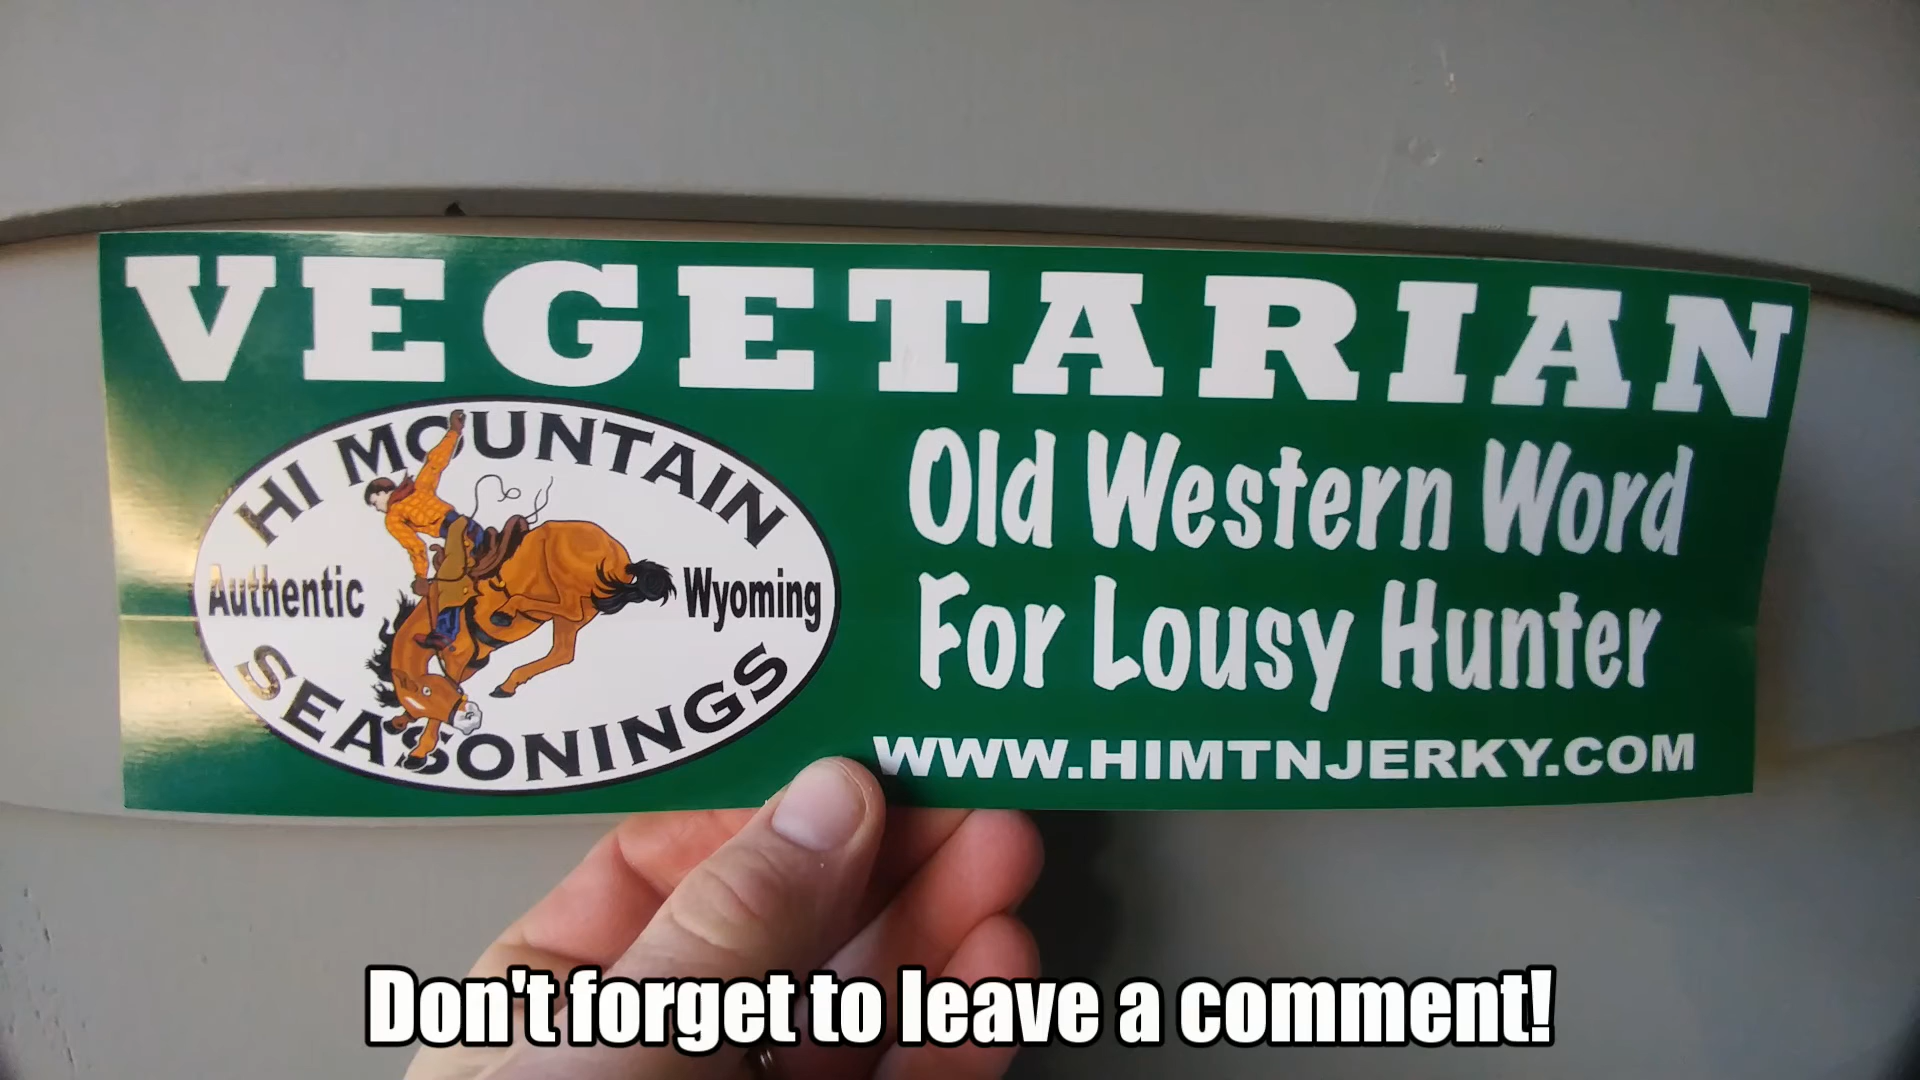 VEGETARIAN
HI MOUNTAIN
Authentic Wyoming
SEASONINGS
Old Western Word
For Lousy Hunter
WWW.HIMTNJERKY.COM
Don't forget to leave a comment!